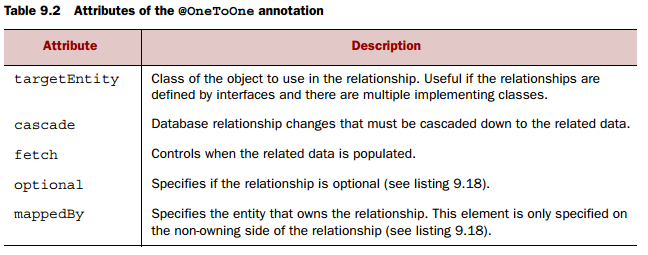 Table 9.2 Attributes of the @OneToOne annotation
Attribute Description
targetEntity Class of the object to use in the relationship. Useful if the relationships are
defined by interfaces and there are multiple implementing classes.
cascade Database relationship changes that must be cascaded down to the related data.
fetch Controls when the related data is populated.
optional Specifies if the relationship is optional (see listing 9.18).
mappedBy Specifies the entity that owns the relationship. This element is only specified on
the non-owning side of the relationship (see listing 9.18).